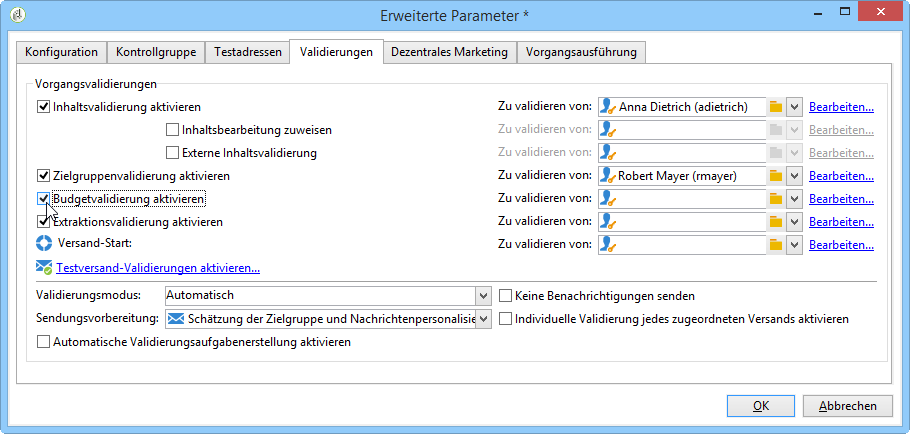 Erweiterte Parameter *
Konfiguration Kontrollgruppe Testadressen Validierungen Dezentrales Marketing Vorgangsausführung
Vorgangsvalidierungen
Inhaltsvalidierung aktivieren Zu validieren von: Anna Dietrich (adietrich) Bearbeiten...
Inhaltsbearbeitung zuweisen Zu validieren von: Bearbeiten...
Externe Inhaltsvalidierung Zu validieren von: Bearbeiten...
Zielgruppenvalidierung aktivieren Zu validieren von: Robert Mayer (rmayer) Bearbeiten...
Budgetvalidierung aktivieren Zu validieren von: Bearbeiten...
Extraktionsvalidierung aktivieren Zu validieren von: Bearbeiten...
Versand-Start: Zu validieren von: Bearbeiten...
Testversand-Validierungen aktivieren...
Validierungsmodus: Automatisch Keine Benachrichtigungen senden
Sendungsvorbereitung: Schätzung der Zielgruppe und Nachrichtenpersonalisie Individuelle Validierung jedes zugeordneten Versands aktivieren
Automatische Validierungsaufgabenerstellung aktivieren
OK Abbrechen